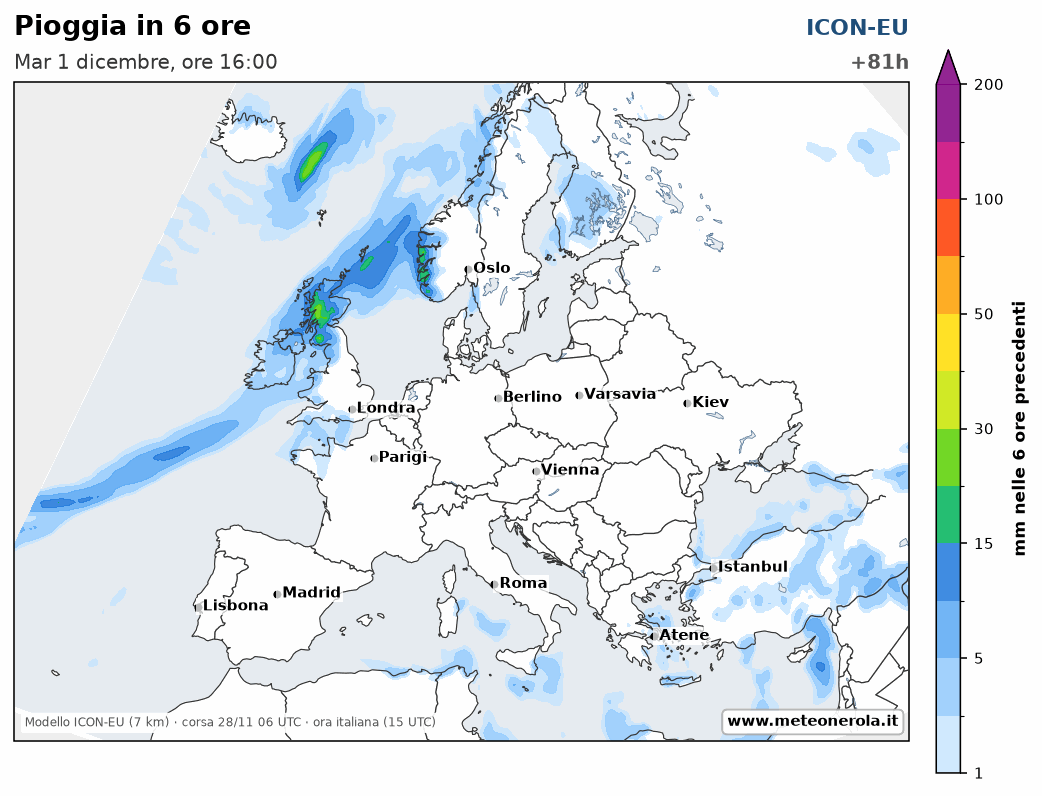 Pioggia in 6 ore
ICON-EU
Mar 1 dicembre, ore 16:00
+81h
200
100
50
30
15
5
1
mm nelle 6 ore precedenti
Oslo
Berlino
Varsavia
Kiev
Londra
Parigi
Vienna
Istanbul
Roma
Madrid
Lisbona
Atene
Modello ICON-EU (7 km) · corsa 28/11 06 UTC · ora italiana (15 UTC)
www.meteonerola.it